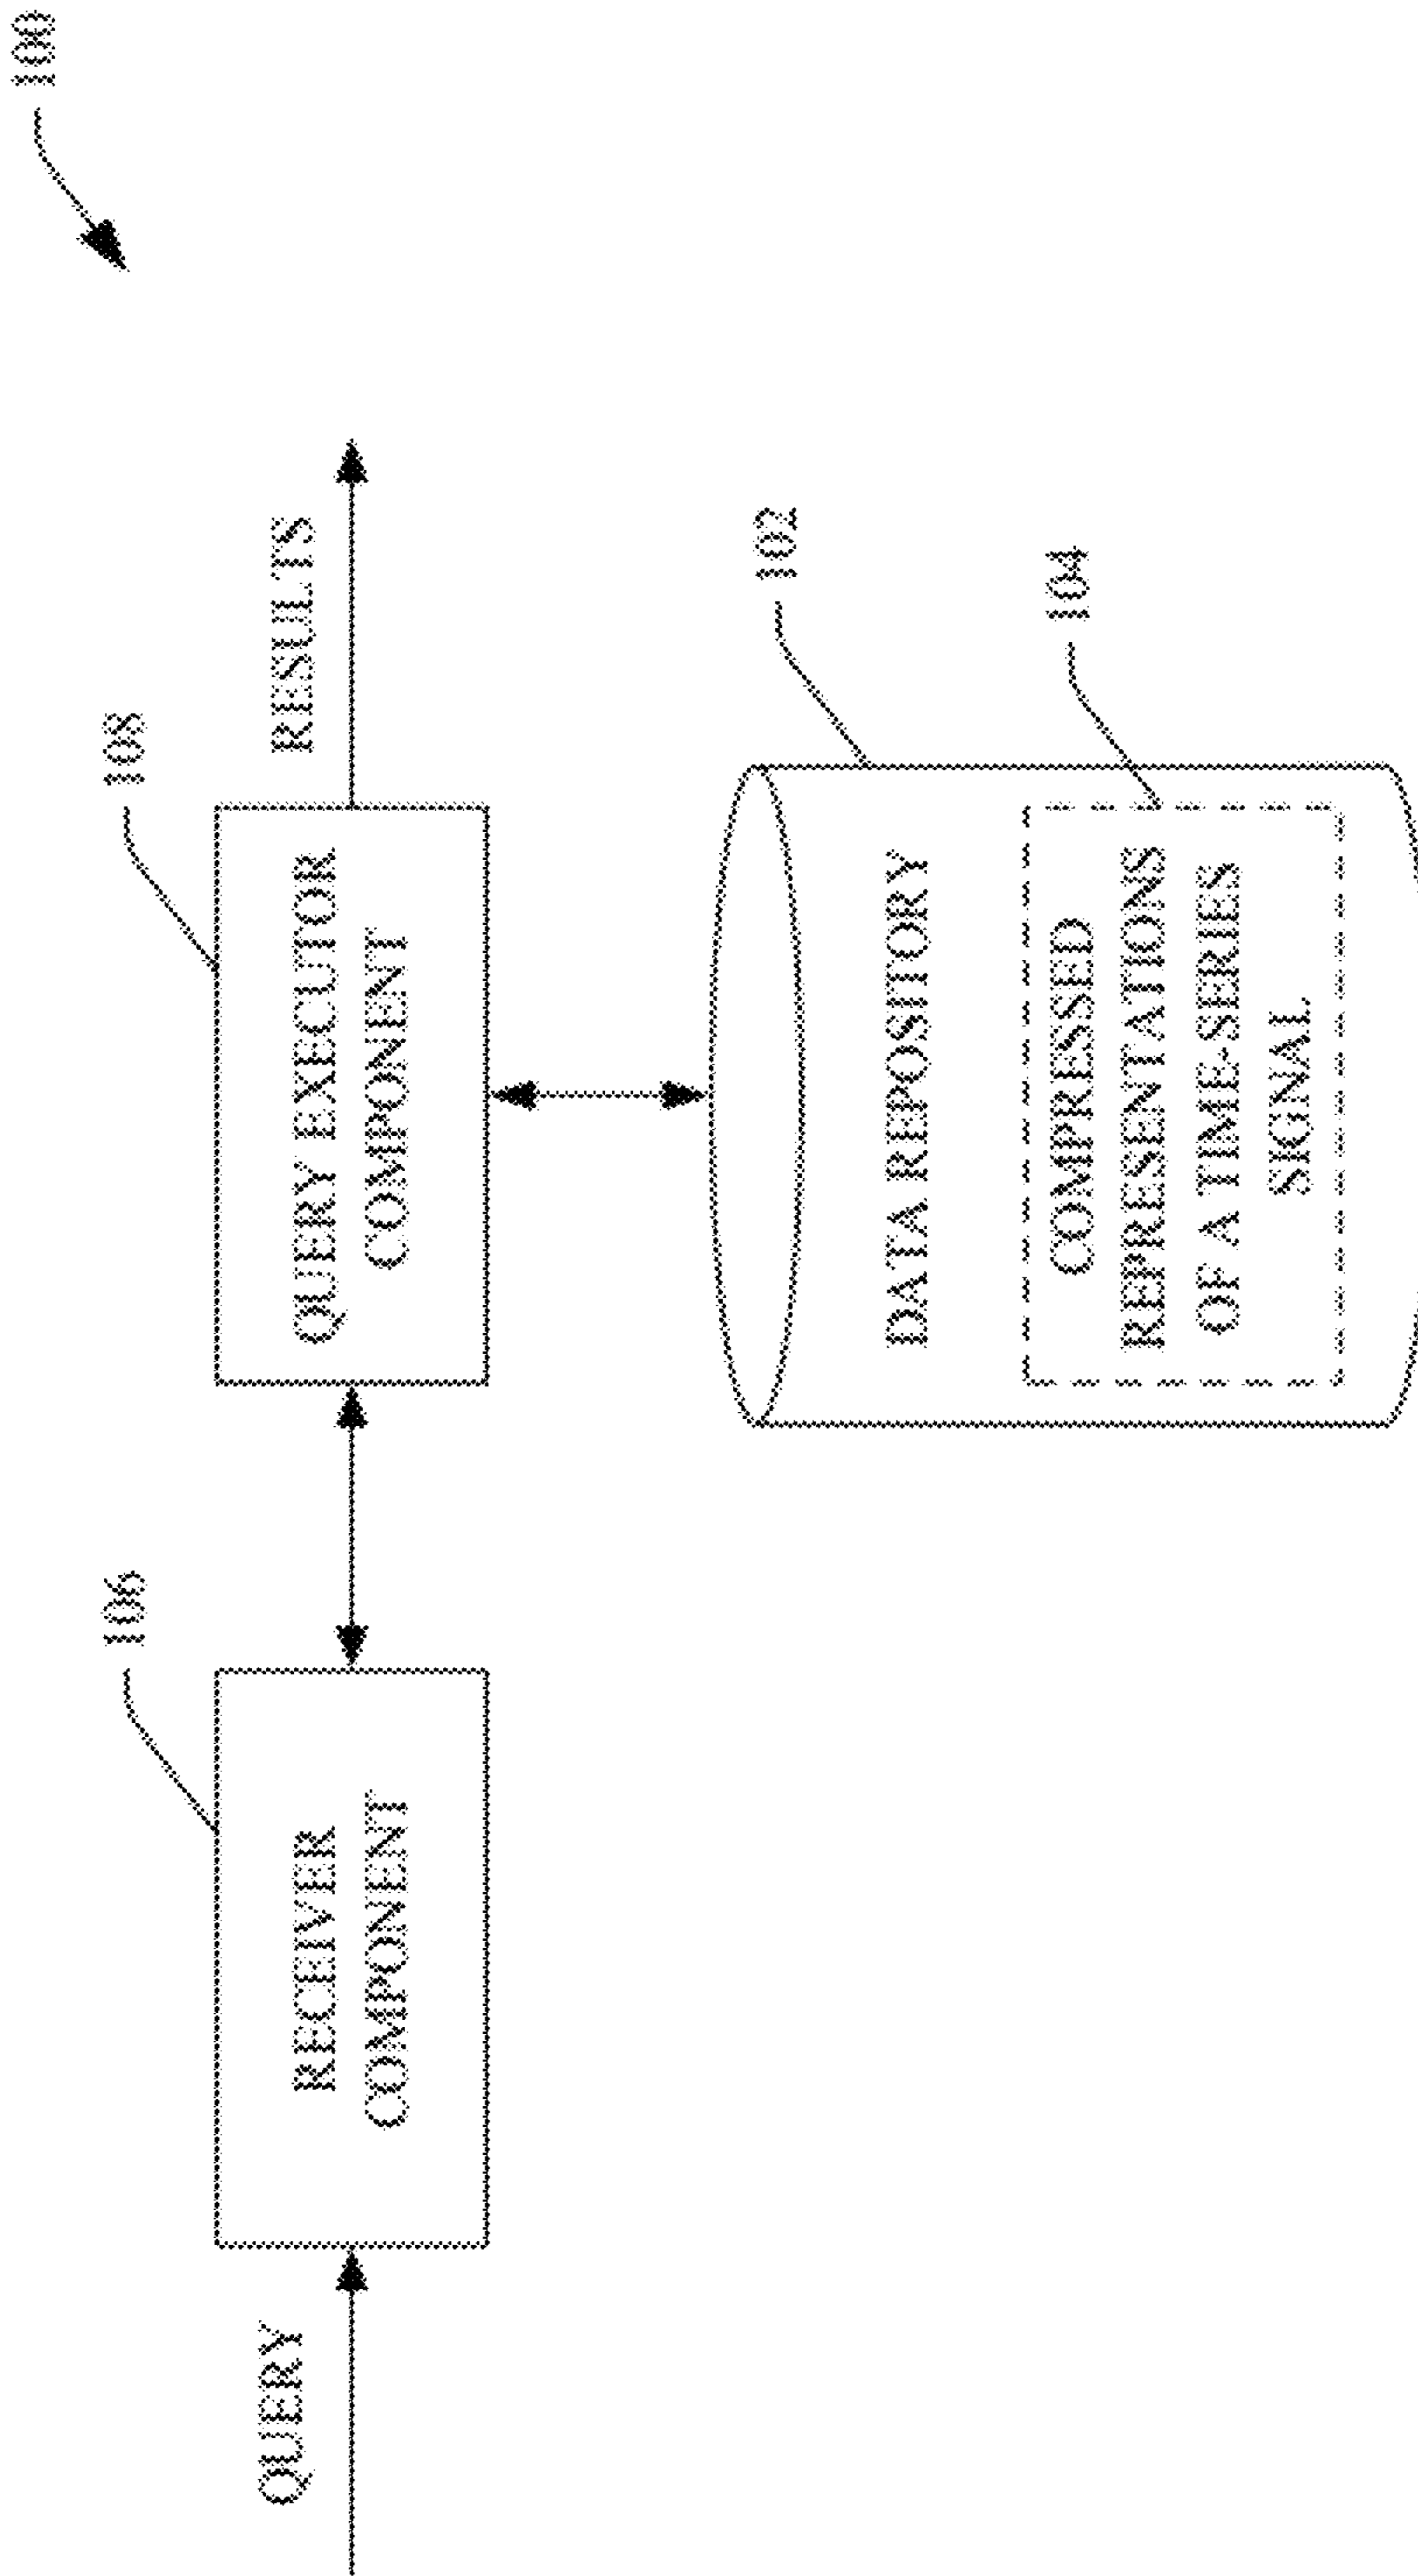 100
108
106
QUERY
RECEIVER
COMPONENT
QUERY EXECUTOR
COMPONENT
RESULTS
102
DATA REPOSITORY
104
COMPRESSED
REPRESENTATIONS
OF A TIME-SERIES
SIGNAL